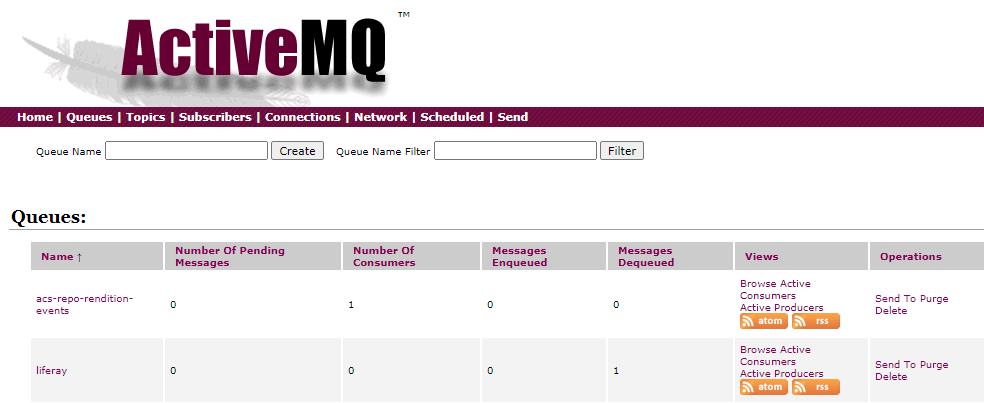 ActiveMQ™
Home | Queues | Topics | Subscribers | Connections | Network | Scheduled | Send
Queue Name Create Queue Name Filter Filter
Queues:
Name ↑ Number Of Pending Messages Number Of Consumers Messages Enqueued Messages Dequeued Views Operations
acs-repo-rendition-events 0 1 0 0 Browse Active Consumers Active Producers atom rss Send To Purge Delete
liferay 0 0 0 1 Browse Active Consumers Active Producers atom rss Send To Purge Delete